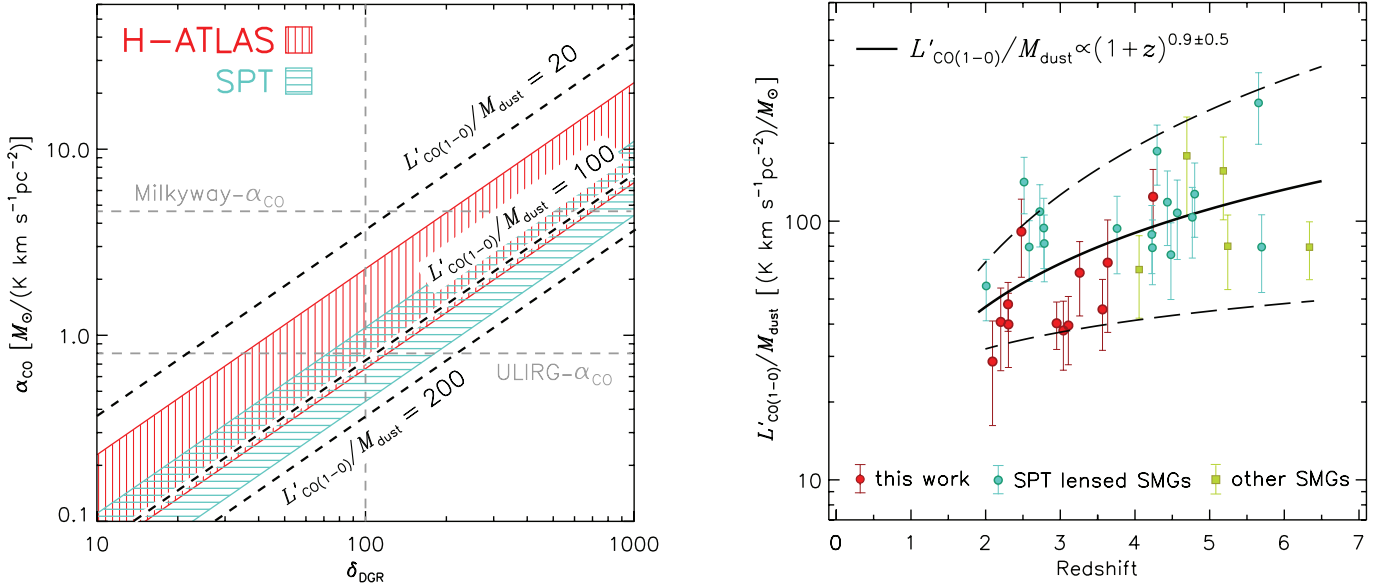 H−ATLAS
SPT
L′CO(1−0)/Mdust = 20
L′CO(1−0)/Mdust = 100
L′CO(1−0)/Mdust = 200
Milkyway−αCO
ULIRG−αCO
αCO [M⊙/(K km s⁻¹pc⁻²)]
10.0
1.0
0.1
10
100
1000
δDGR
L′CO(1−0)/Mdust∝(1+z)^0.9±0.5
L′CO(1−0)/Mdust [(K km s⁻¹ pc⁻²)/M⊙]
100
10
this work
SPT lensed SMGs
other SMGs
0
1
2
3
4
5
6
7
Redshift